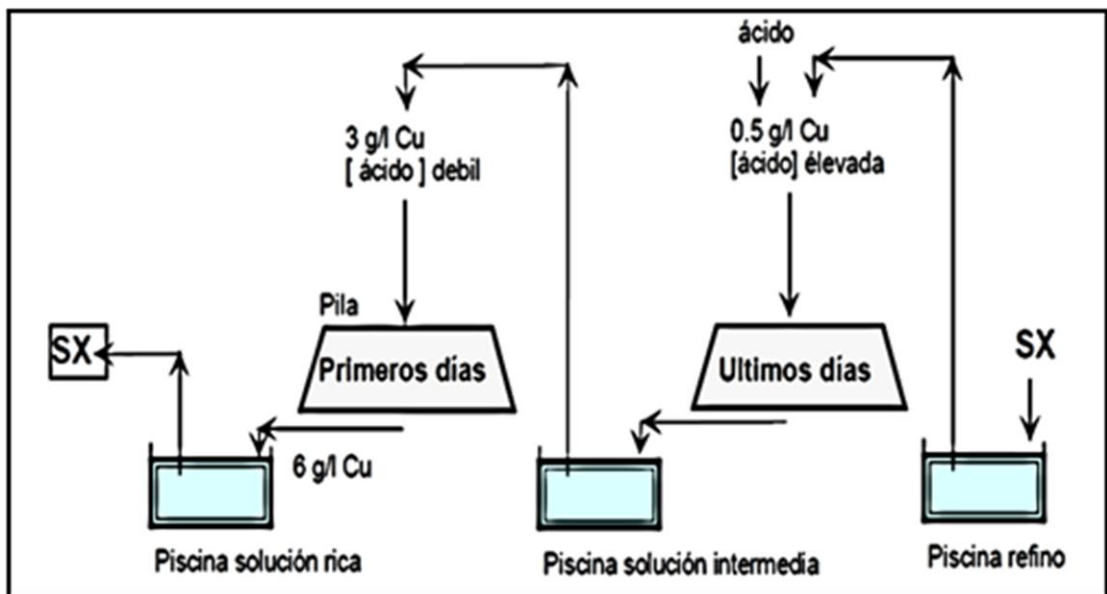 ácido
3 g/l Cu
[ ácido ] debil
0.5 g/l Cu
[ácido] élevada
Pila
Primeros días
Ultimos días
SX
SX
6 g/l Cu
Piscina solución rica
Piscina solución intermedia
Piscina refino